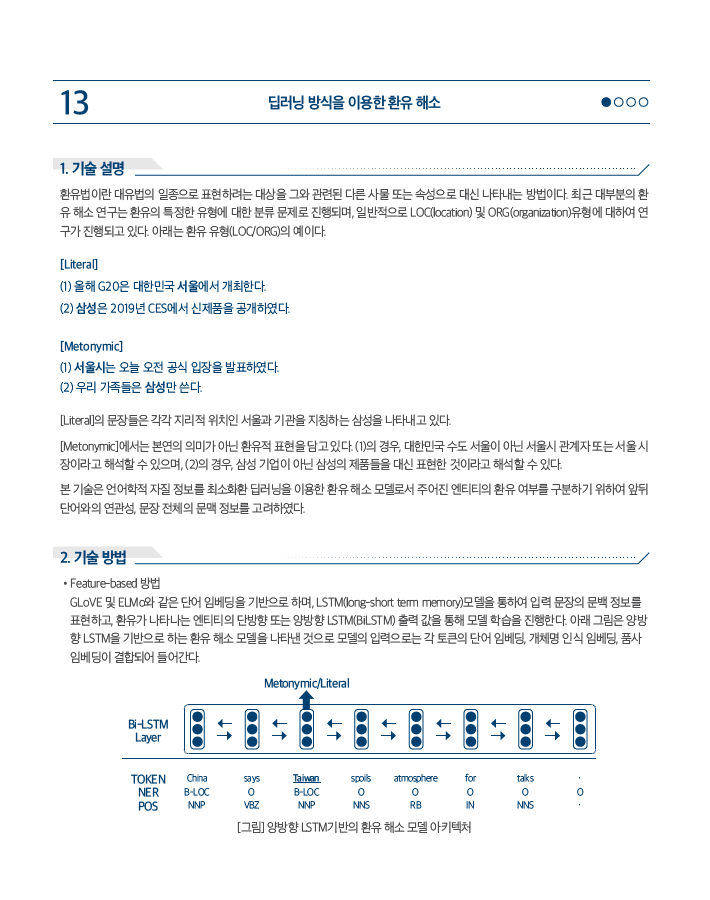 13
딥러닝 방식을 이용한 환유 해소
1. 기술 설명
환유법이란 대유법의 일종으로 표현하려는 대상을 그와 관련된 다른 사물 또는 속성으로 대신 나타내는 방법이다. 최근 대부분의 환
유 해소 연구는 환유의 특정한 유형에 대한 분류 문제로 진행되며, 일반적으로 LOC(location) 및 ORG(organization)유형에 대하여 연
구가 진행되고 있다. 아래는 환유 유형(LOC/ORG)의 예이다.
[Literal]
(1) 올해 G20은 대한민국 서울에서 개최한다.
(2) 삼성은 2019년 CES에서 신제품을 공개하였다.
[Metonymic]
(1) 서울시는 오늘 오전 공식 입장을 발표하였다.
(2) 우리 가족들은 삼성만 쓴다.
[Literal]의 문장들은 각각 지리적 위치인 서울과 기관을 지칭하는 삼성을 나타내고 있다.
[Metonymic]에서는 본연의 의미가 아닌 환유적 표현을 담고 있다. (1)의 경우, 대한민국 수도 서울이 아닌 서울시 관계자 또는 서울 시
장이라고 해석할 수 있으며, (2)의 경우, 삼성 기업이 아닌 삼성의 제품들을 대신 표현한 것이라고 해석할 수 있다.
본 기술은 언어학적 자질 정보를 최소화환 딥러닝을 이용한 환유 해소 모델로서 주어진 엔티티의 환유 여부를 구분하기 위하여 앞뒤
단어와의 연관성, 문장 전체의 문맥 정보를 고려하였다.
2. 기술 방법
• Feature-based 방법
GLoVE 및 ELMo와 같은 단어 임베딩을 기반으로 하며, LSTM(long-short term memory)모델을 통하여 입력 문장의 문백 정보를
표현하고, 환유가 나타나는 엔티티의 단방향 또는 양방향 LSTM(BiLSTM) 출력 값을 통해 모델 학습을 진행한다. 아래 그림은 양방
향 LSTM을 기반으로 하는 환유 해소 모델을 나타낸 것으로 모델의 입력으로는 각 토큰의 단어 임베딩, 개체명 인식 임베딩, 품사
임베딩이 결합되어 들어간다.
Metonymic/Literal
Bi-LSTM
Layer
TOKEN China says Taiwan spoils atmosphere for talks .
NER B-LOC O B-LOC O O O O O
POS NNP VBZ NNP NNS RB IN NNS .
[그림] 양방향 LSTM기반의 환유 해소 모델 아키텍처